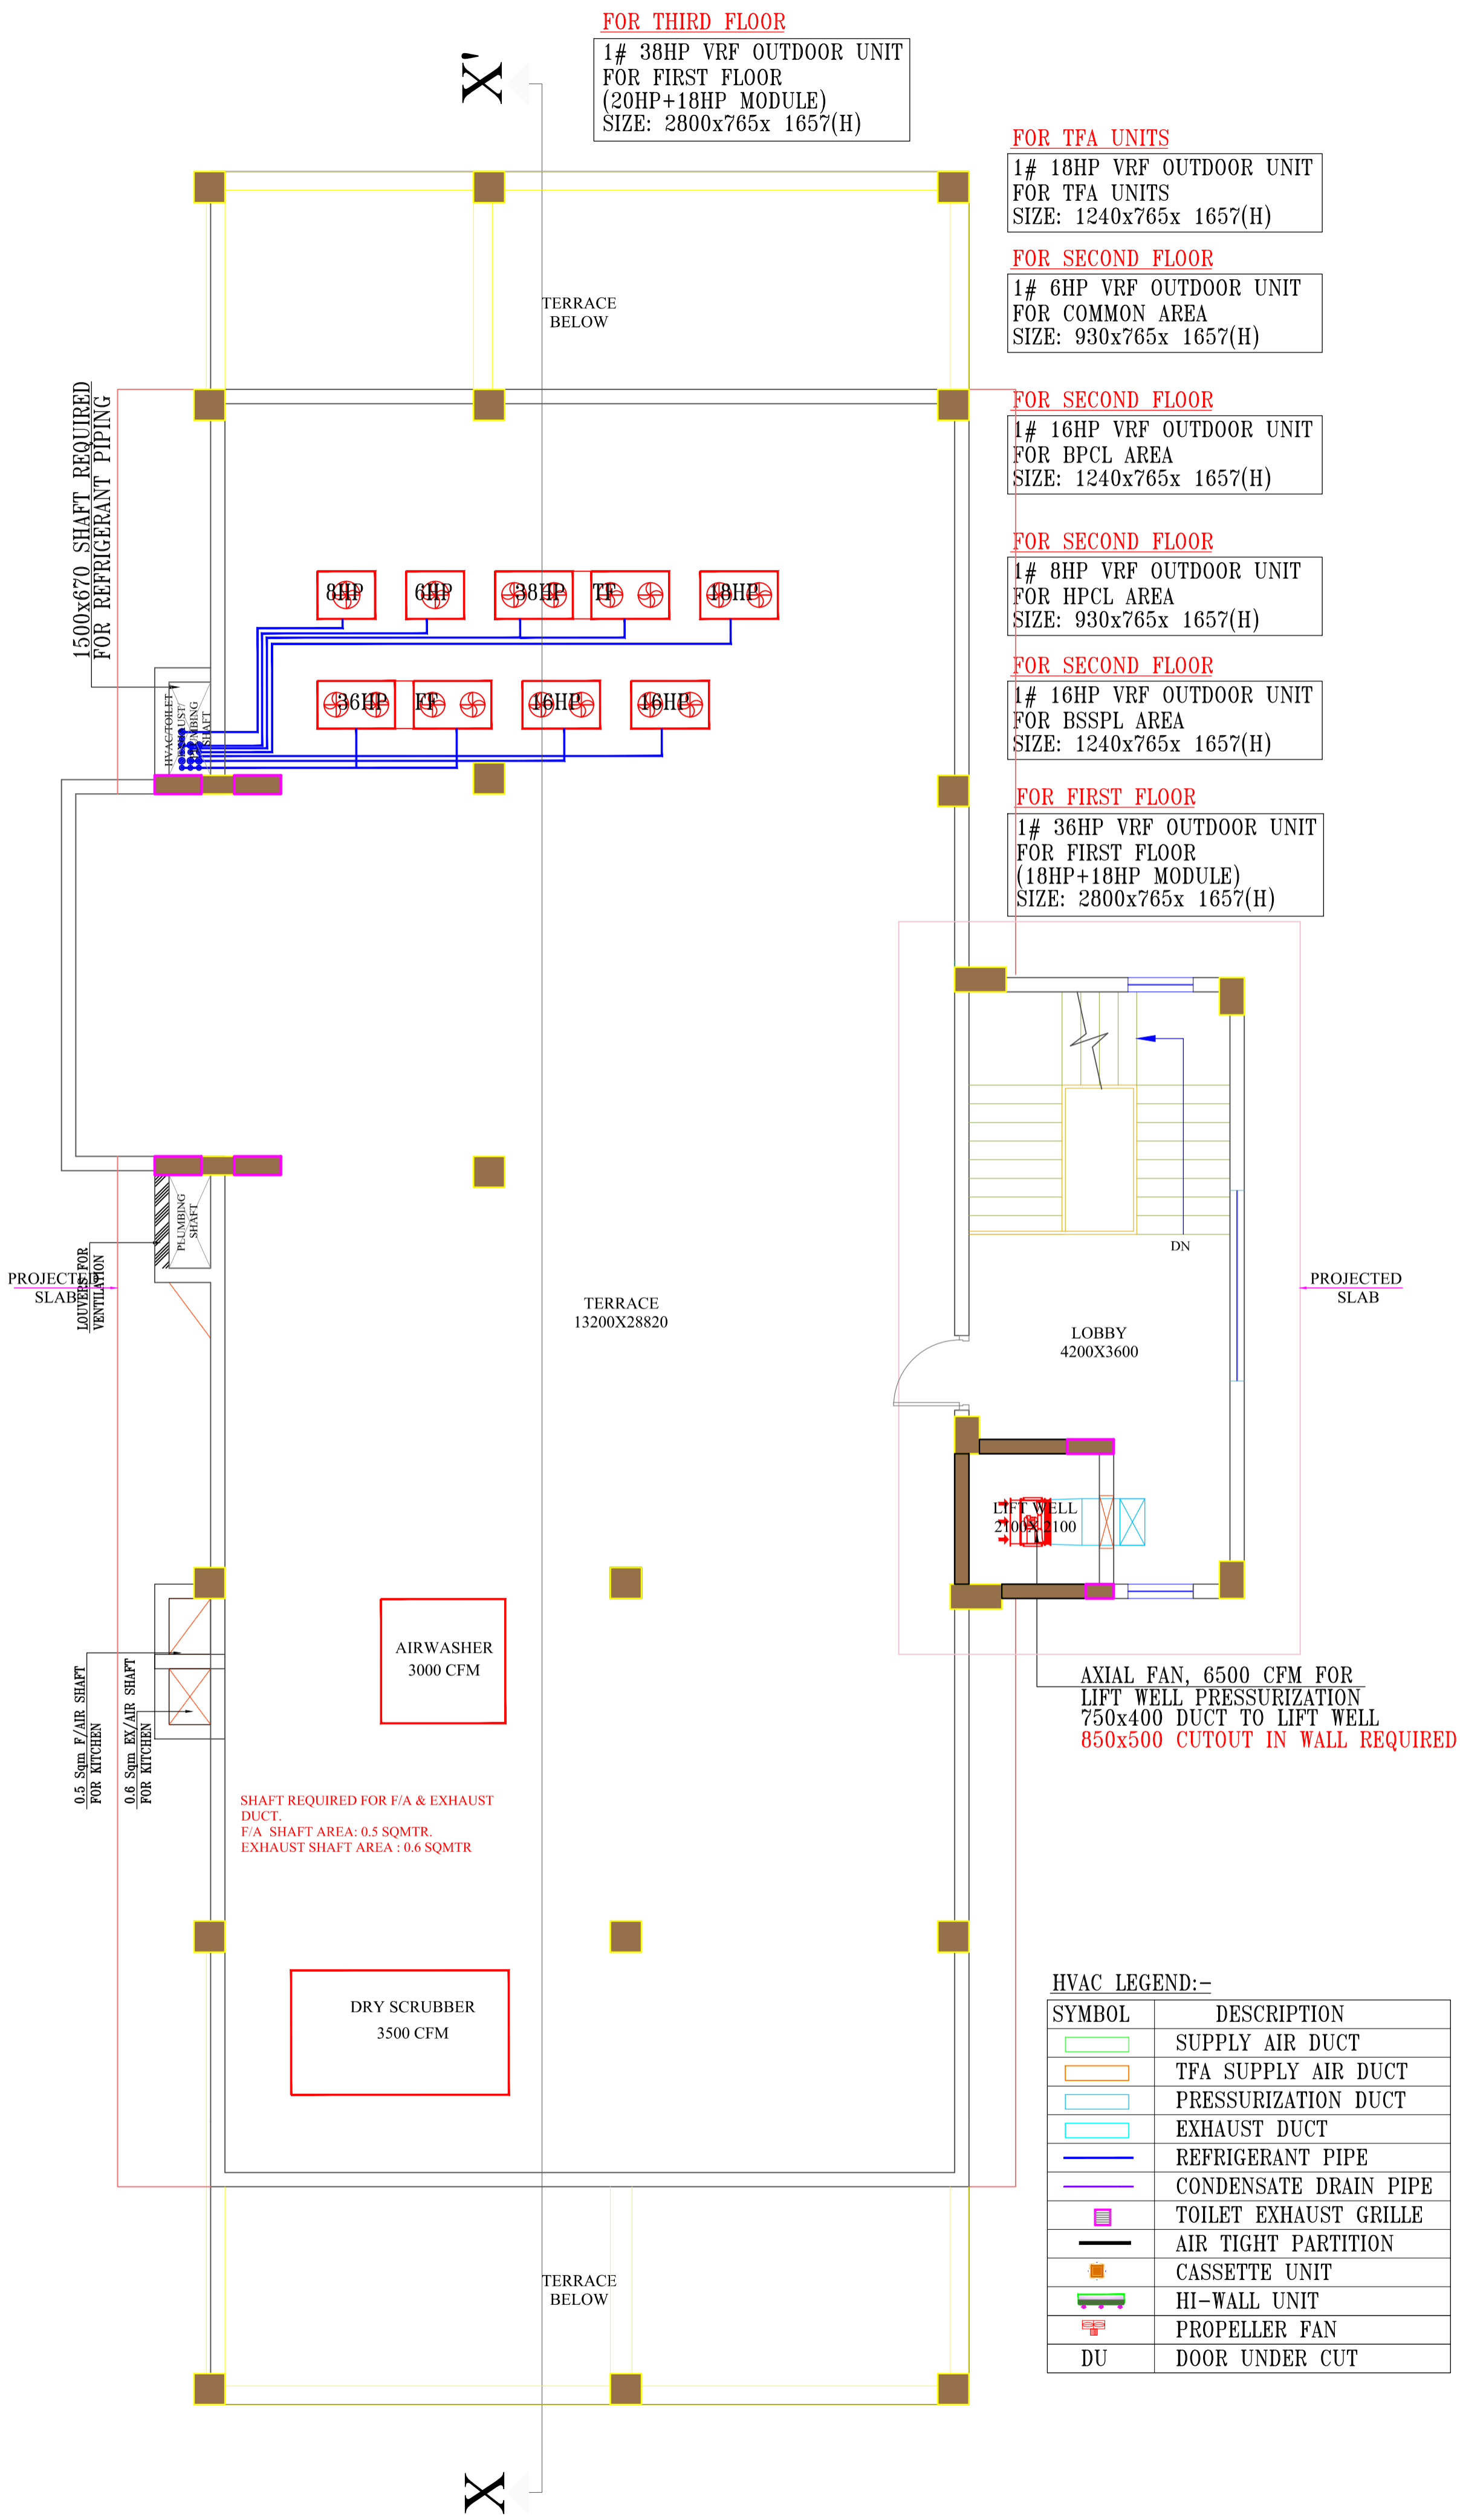 FOR THIRD FLOOR
1# 38HP VRF OUTDOOR UNIT
FOR FIRST FLOOR
(20HP+18HP MODULE)
SIZE: 2800x765x 1657(H)
X'
FOR TFA UNITS
1# 18HP VRF OUTDOOR UNIT
FOR TFA UNITS
SIZE: 1240x765x 1657(H)
FOR SECOND FLOOR
1# 6HP VRF OUTDOOR UNIT
FOR COMMON AREA
SIZE: 930x765x 1657(H)
TERRACE
BELOW
FOR SECOND FLOOR
1# 16HP VRF OUTDOOR UNIT
FOR BPCL AREA
SIZE: 1240x765x 1657(H)
1500x670 SHAFT REQUIRED
FOR REFRIGERANT PIPING
FOR SECOND FLOOR
1# 8HP VRF OUTDOOR UNIT
FOR HPCL AREA
SIZE: 930x765x 1657(H)
8HP
6HP
38HP TF
18HP
FOR SECOND FLOOR
1# 16HP VRF OUTDOOR UNIT
FOR BSSPL AREA
SIZE: 1240x765x 1657(H)
36HP FF
16HP
16HP
HVAC/TOILET
EXHAUST/
PLUMBING
SHAFT
FOR FIRST FLOOR
1# 36HP VRF OUTDOOR UNIT
FOR FIRST FLOOR
(18HP+18HP MODULE)
SIZE: 2800x765x 1657(H)
PLUMBING
SHAFT
DN
PROJECTED
SLAB
LOUVERS FOR
VENTILATION
TERRACE
13200X28820
LOBBY
4200X3600
PROJECTED
SLAB
LIFT WELL
2100X 2100
AIRWASHER
3000 CFM
AXIAL FAN, 6500 CFM FOR
LIFT WELL PRESSURIZATION
750x400 DUCT TO LIFT WELL
850x500 CUTOUT IN WALL REQUIRED
0.5 Sqm F/AIR SHAFT
FOR KITCHEN
0.6 Sqm EX/AIR SHAFT
FOR KITCHEN
SHAFT REQUIRED FOR F/A & EXHAUST
DUCT.
F/A SHAFT AREA: 0.5 SQMTR.
EXHAUST SHAFT AREA : 0.6 SQMTR
DRY SCRUBBER
3500 CFM
HVAC LEGEND:-
SYMBOL DESCRIPTION
SUPPLY AIR DUCT
TFA SUPPLY AIR DUCT
PRESSURIZATION DUCT
EXHAUST DUCT
REFRIGERANT PIPE
CONDENSATE DRAIN PIPE
TOILET EXHAUST GRILLE
AIR TIGHT PARTITION
CASSETTE UNIT
HI-WALL UNIT
PROPELLER FAN
DU DOOR UNDER CUT
TERRACE
BELOW
X